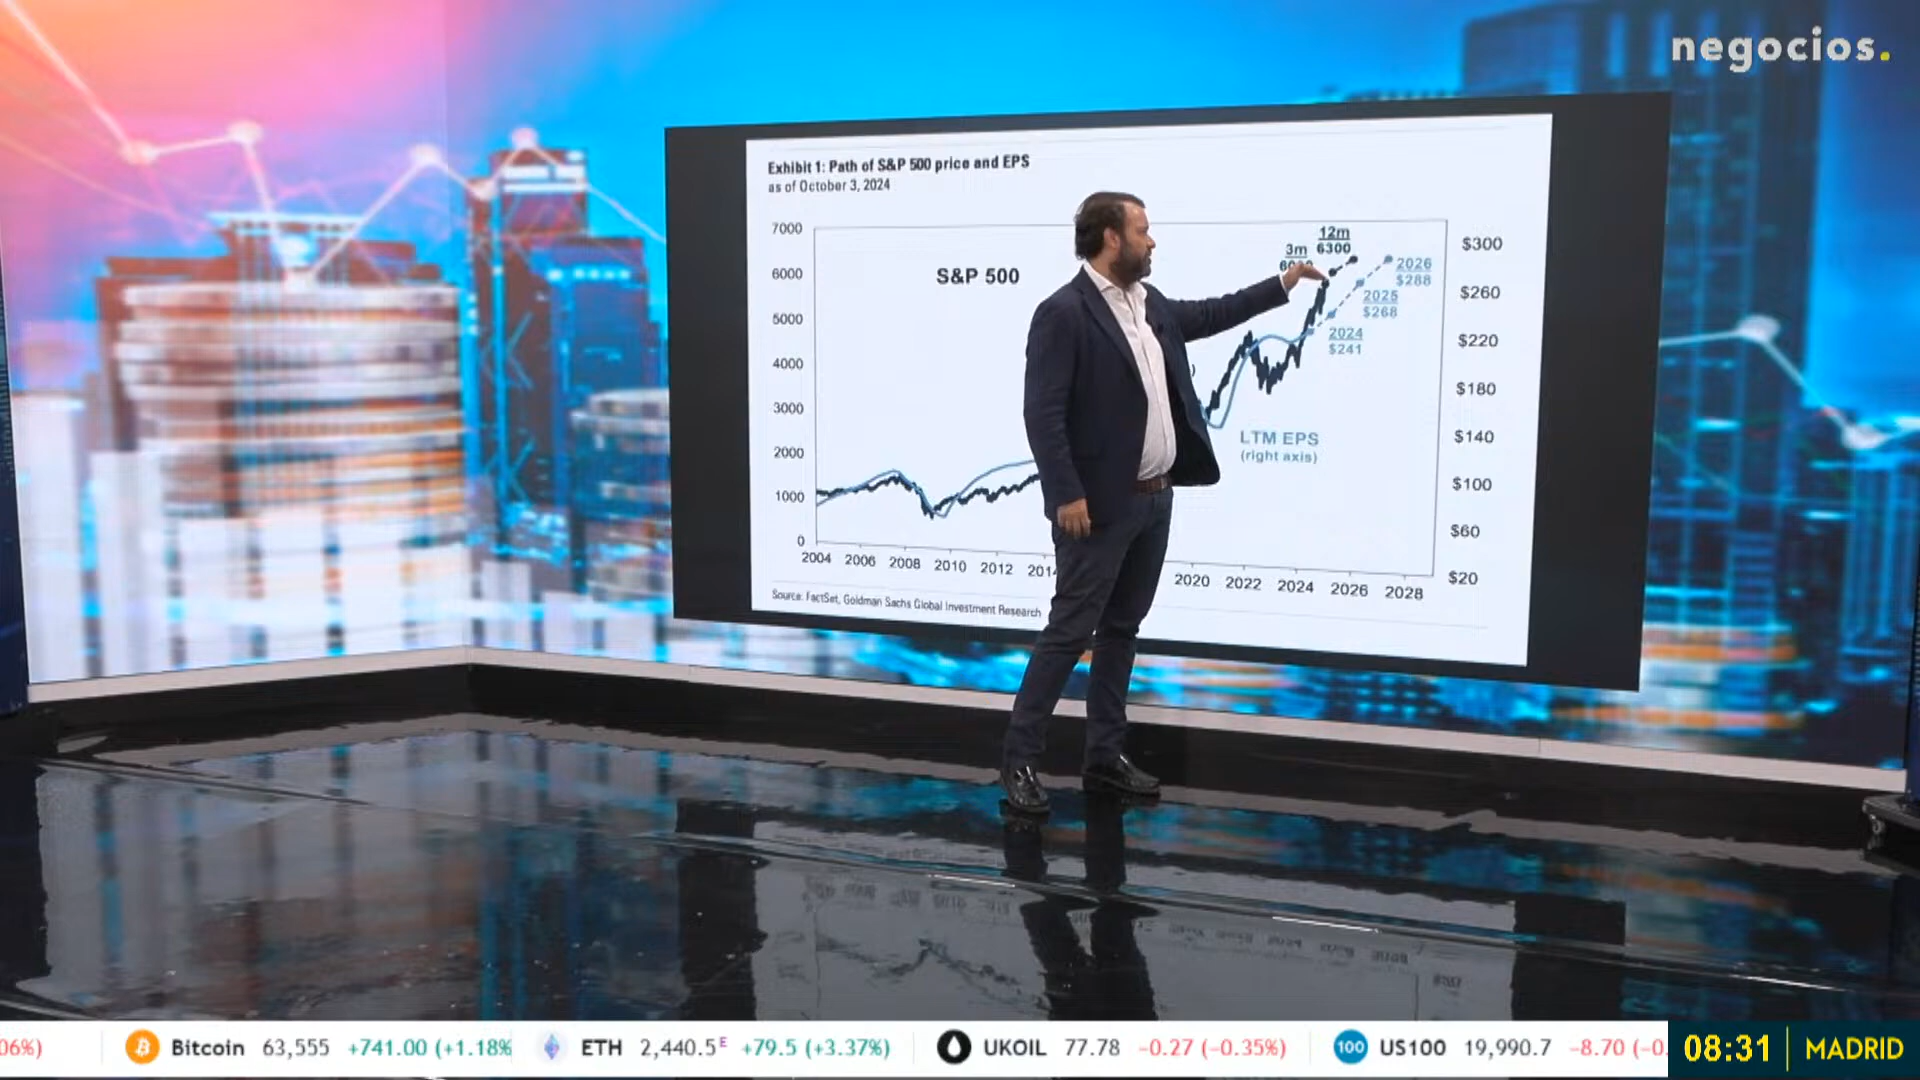 negocios.
Exhibit 1: Path of S&P 500 price and EPS
as of October 3, 2024
7000
6000
5000
4000
3000
2000
1000
0
S&P 500
3m
12m
6300
2026
$288
2025
$268
2024
$241
LTM EPS
(right axis)
$300
$260
$220
$180
$140
$100
$60
$20
2004 2006 2008 2010 2012 2014 2020 2022 2024 2026 2028
Source: FactSet, Goldman Sachs Global Investment Research
06%) Bitcoin 63,555 +741.00 (+1.18% ETH 2,440.5 E +79.5 (+3.37%) UKOIL 77.78 -0.27 (-0.35%) 100 US100 19,990.7 -8.70 (-0. 08:31 MADRID